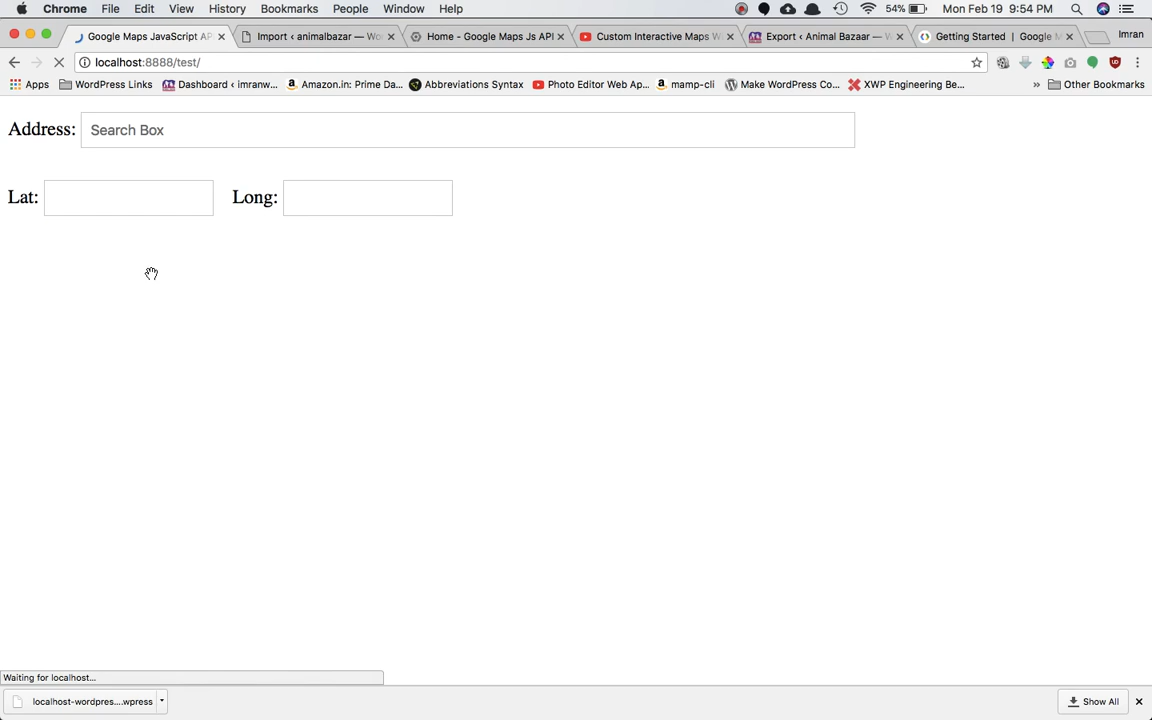 Chrome File Edit View History Bookmarks People Window Help 54% Mon Feb 19 9:54 PM
Google Maps JavaScript AP Import ‹ animalbazar — Wo Home - Google Maps Js API Custom Interactive Maps W Export ‹ Animal Bazaar — W Getting Started | Google M Imran
localhost:8888/test/
Apps WordPress Links Dashboard ‹ imranw... Amazon.in: Prime Da... Abbreviations Syntax Photo Editor Web Ap... mamp-cli Make WordPress Co... XWP Engineering Be... » Other Bookmarks
Address: Search Box
Lat: Long:
Waiting for localhost...
localhost-wordpres....wpress Show All